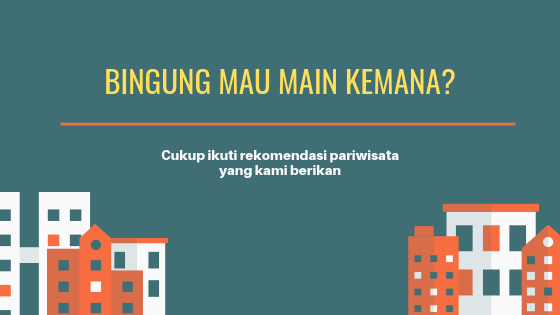 BINGUNG MAU MAIN KEMANA?
Cukup ikuti rekomendasi pariwisata
yang kami berikan